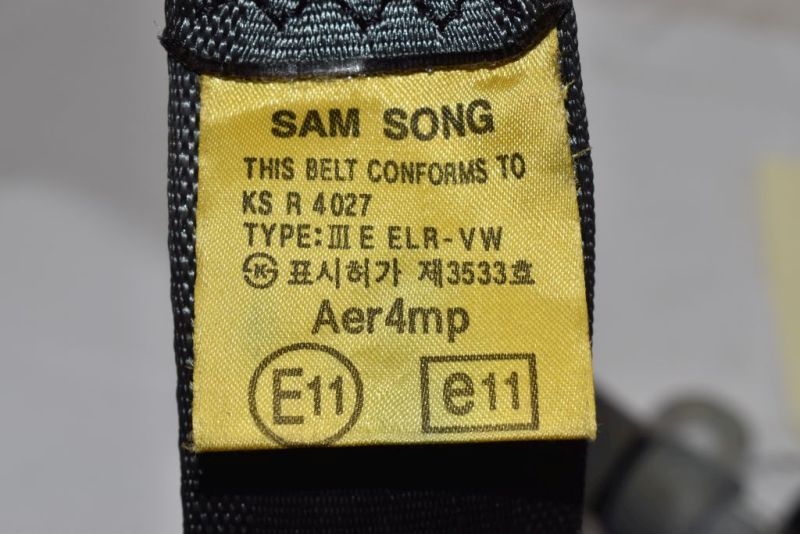 SAM SONG
THIS BELT CONFORMS TO
KS R 4027
TYPE: III E ELR-VW
㉿ 표시허가 제3533호
Aer4mp
E11 e11